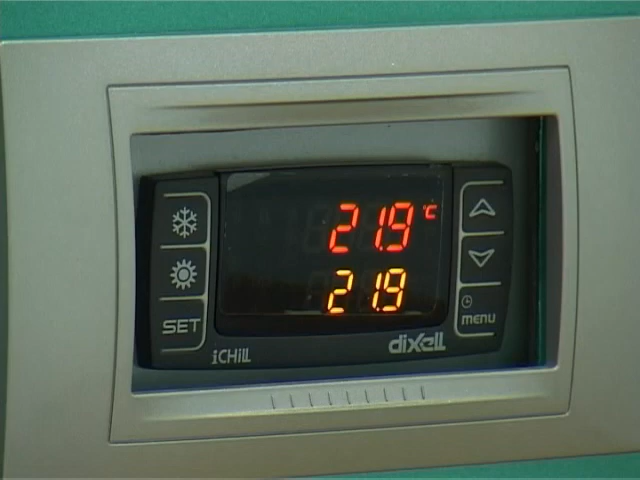 21.9 °C
21.9
SET
MENU
iCHiLL
dixell